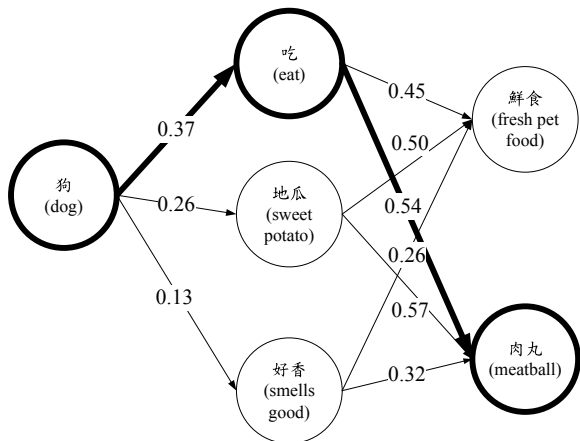 吃
(eat)
0.45
鮮食
(fresh pet
food)
0.37
0.50
狗
(dog)
地瓜
(sweet
potato)
0.26
0.54
0.26
0.13
0.57
肉丸
(meatball)
好香
(smells
good)
0.32